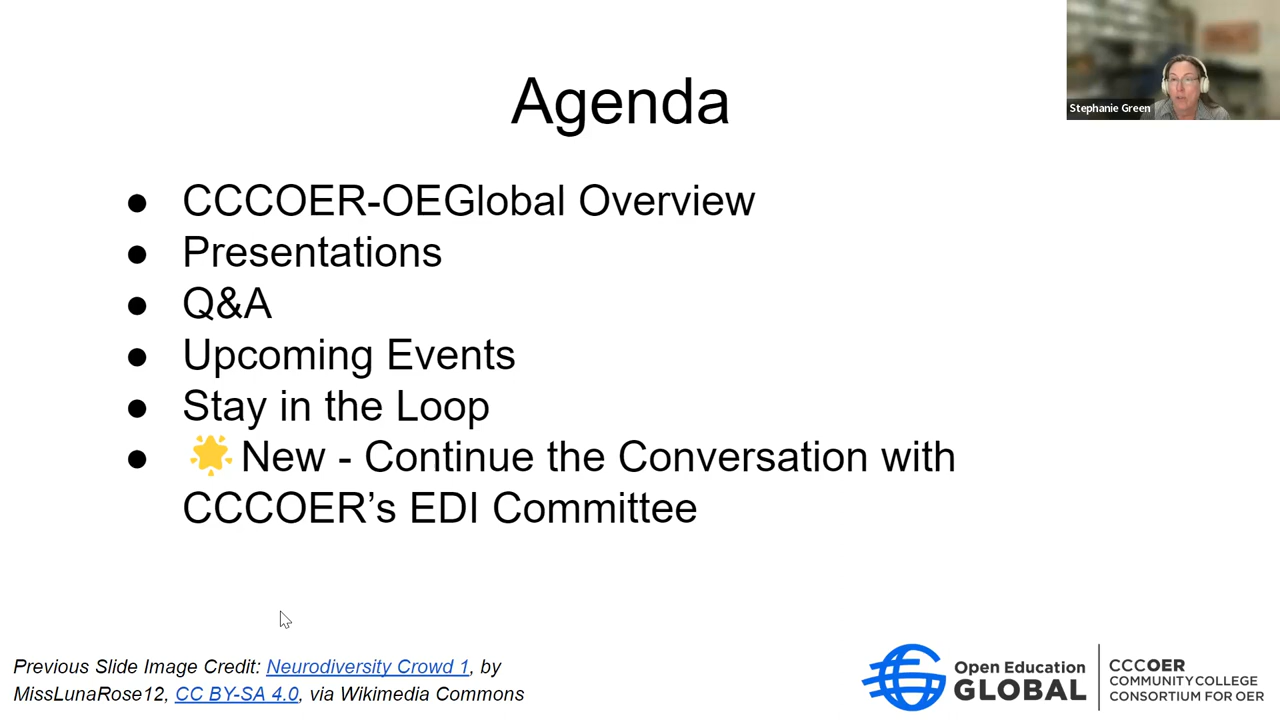 Agenda
Stephanie Green
● CCCOER-OEGlobal Overview
● Presentations
● Q&A
● Upcoming Events
● Stay in the Loop
● 🌟 New - Continue the Conversation with
CCCOER’s EDI Committee
Previous Slide Image Credit: Neurodiversity Crowd 1, by
MissLunaRose12, CC BY-SA 4.0, via Wikimedia Commons
Open Education
GLOBAL
CCCOER
COMMUNITY COLLEGE
CONSORTIUM FOR OER